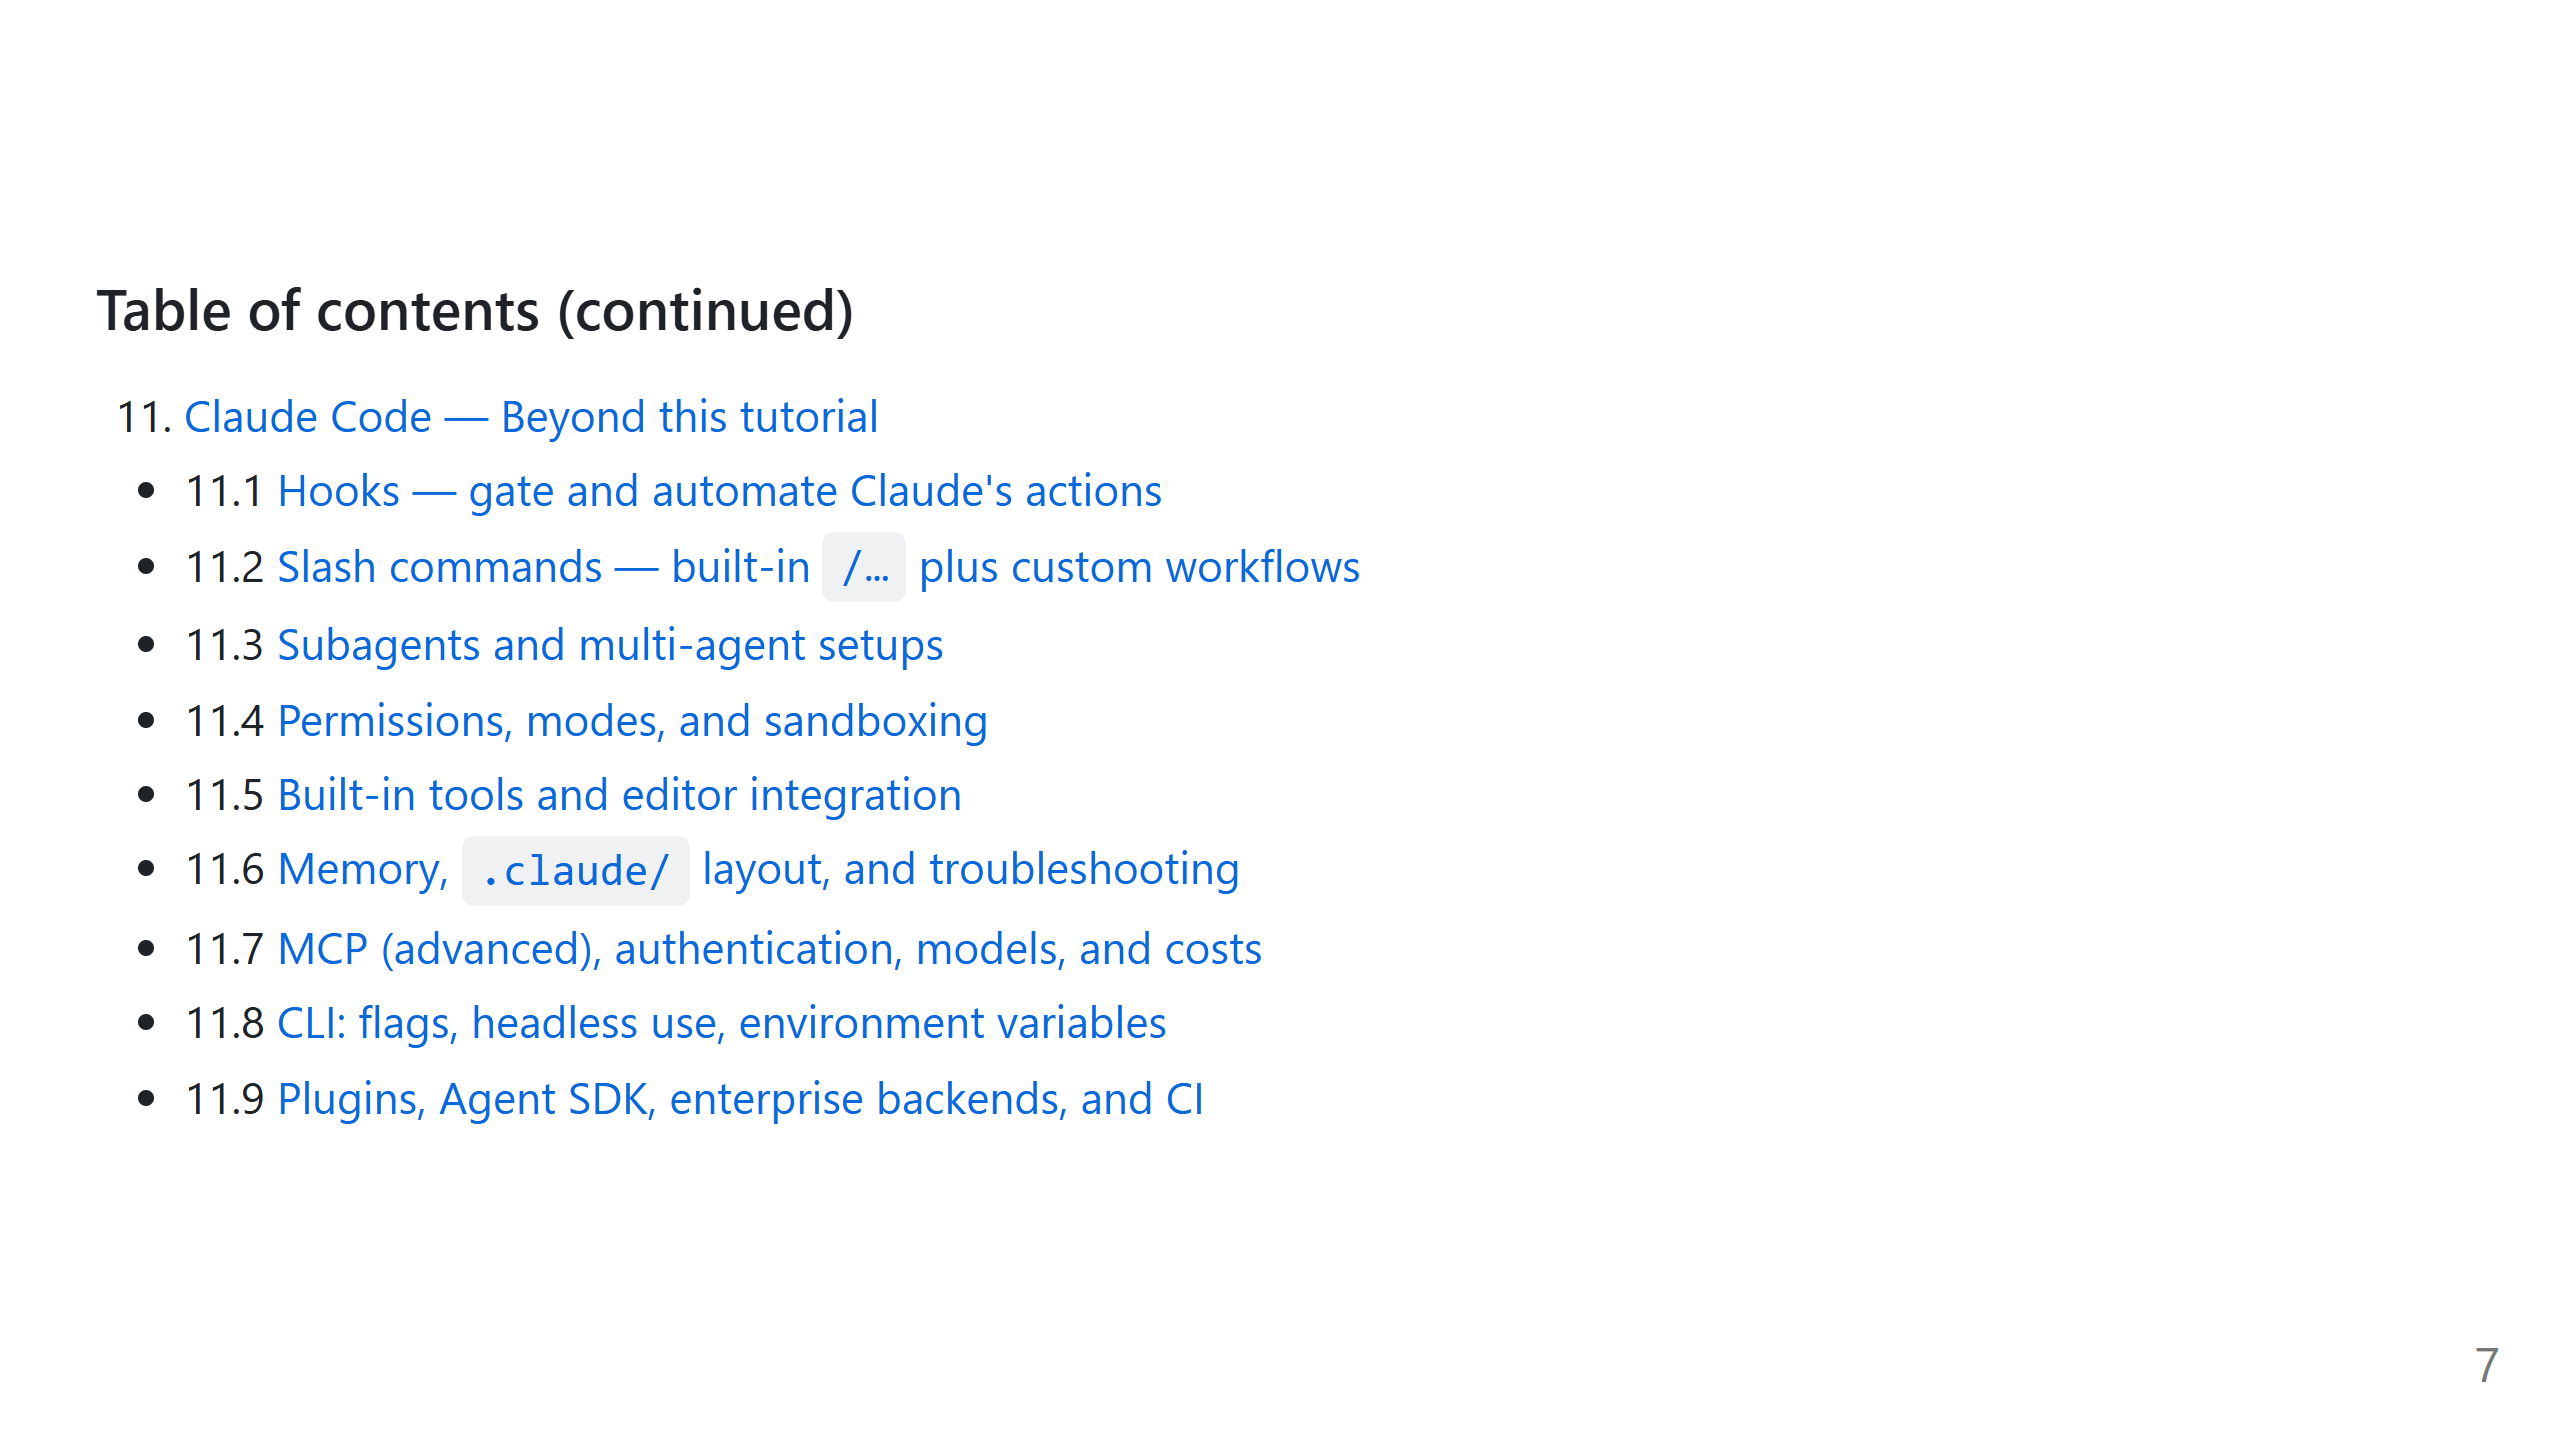 Table of contents (continued)
11. Claude Code — Beyond this tutorial
• 11.1 Hooks — gate and automate Claude's actions
• 11.2 Slash commands — built-in /… plus custom workflows
• 11.3 Subagents and multi-agent setups
• 11.4 Permissions, modes, and sandboxing
• 11.5 Built-in tools and editor integration
• 11.6 Memory, .claude/ layout, and troubleshooting
• 11.7 MCP (advanced), authentication, models, and costs
• 11.8 CLI: flags, headless use, environment variables
• 11.9 Plugins, Agent SDK, enterprise backends, and CI
7